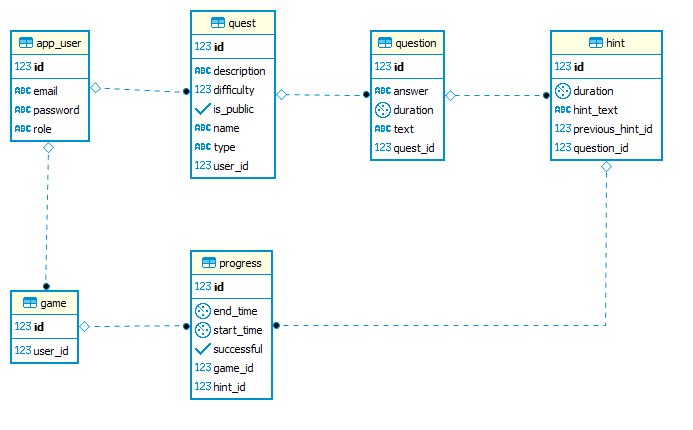 app_user
123 id
ABC email
ABC password
ABC role
quest
123 id
ABC description
123 difficulty
is_public
ABC name
ABC type
123 user_id
question
123 id
ABC answer
duration
ABC text
123 quest_id
hint
123 id
duration
ABC hint_text
123 previous_hint_id
123 question_id
game
123 id
123 user_id
progress
123 id
end_time
start_time
successful
123 game_id
123 hint_id